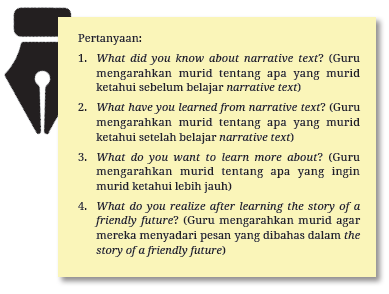 Pertanyaan:
1. What did you know about narrative text? (Guru
mengarahkan murid tentang apa yang murid
ketahui sebelum belajar narrative text)
2. What have you learned from narrative text? (Guru
mengarahkan murid tentang apa yang murid
ketahui setelah belajar narrative text)
3. What do you want to learn more about? (Guru
mengarahkan murid tentang apa yang ingin
murid ketahui lebih jauh)
4. What do you realize after learning the story of a
friendly future? (Guru mengarahkan murid agar
mereka menyadari pesan yang dibahas dalam the
story of a friendly future)